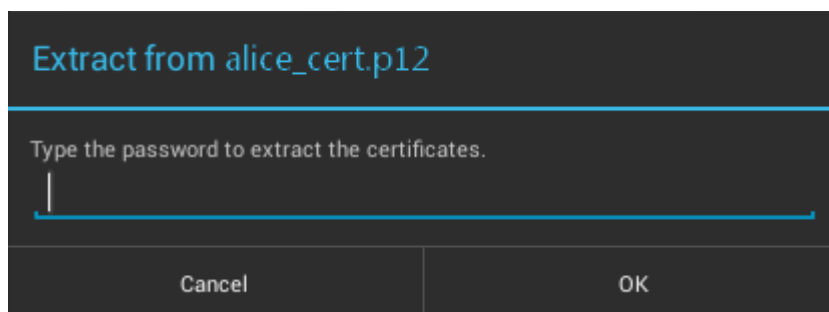 Extract from alice_cert.p12
Type the password to extract the certificates.
Cancel
OK